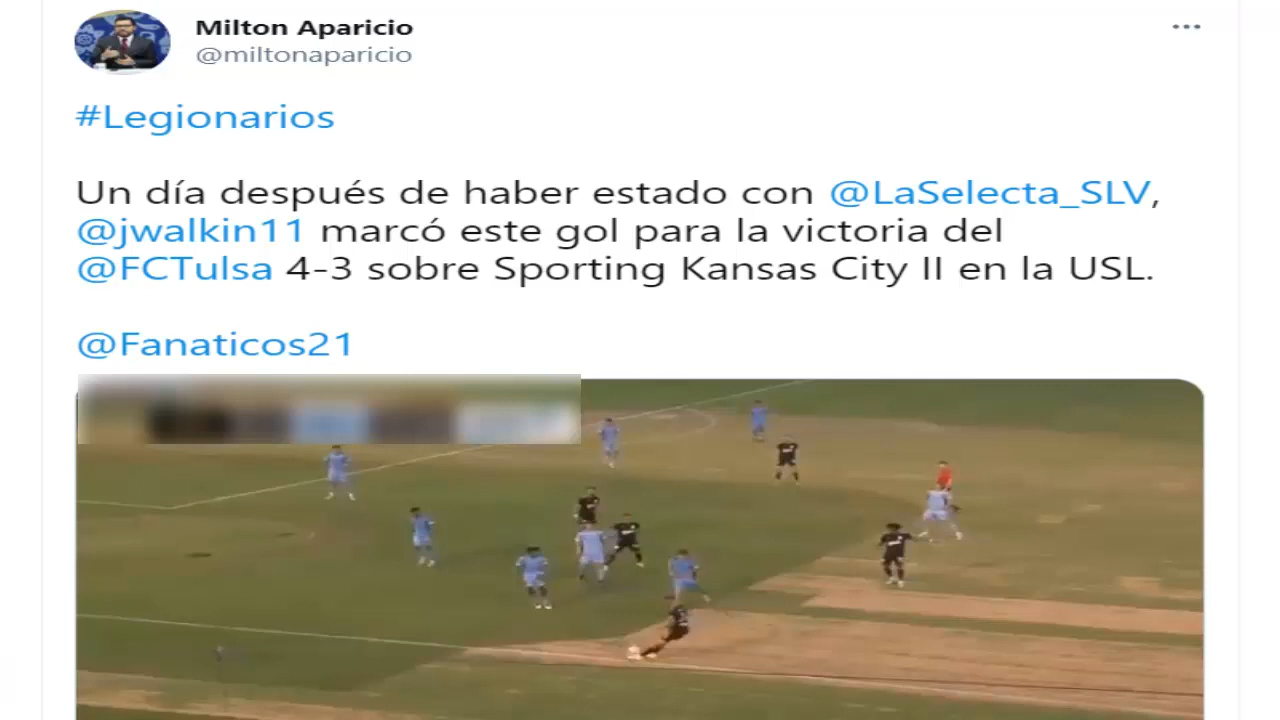 Milton Aparicio
@miltonaparicio
#Legionarios
Un día después de haber estado con @LaSelecta_SLV,
@jwalkin11 marcó este gol para la victoria del
@FCTulsa 4-3 sobre Sporting Kansas City II en la USL.
@Fanaticos21